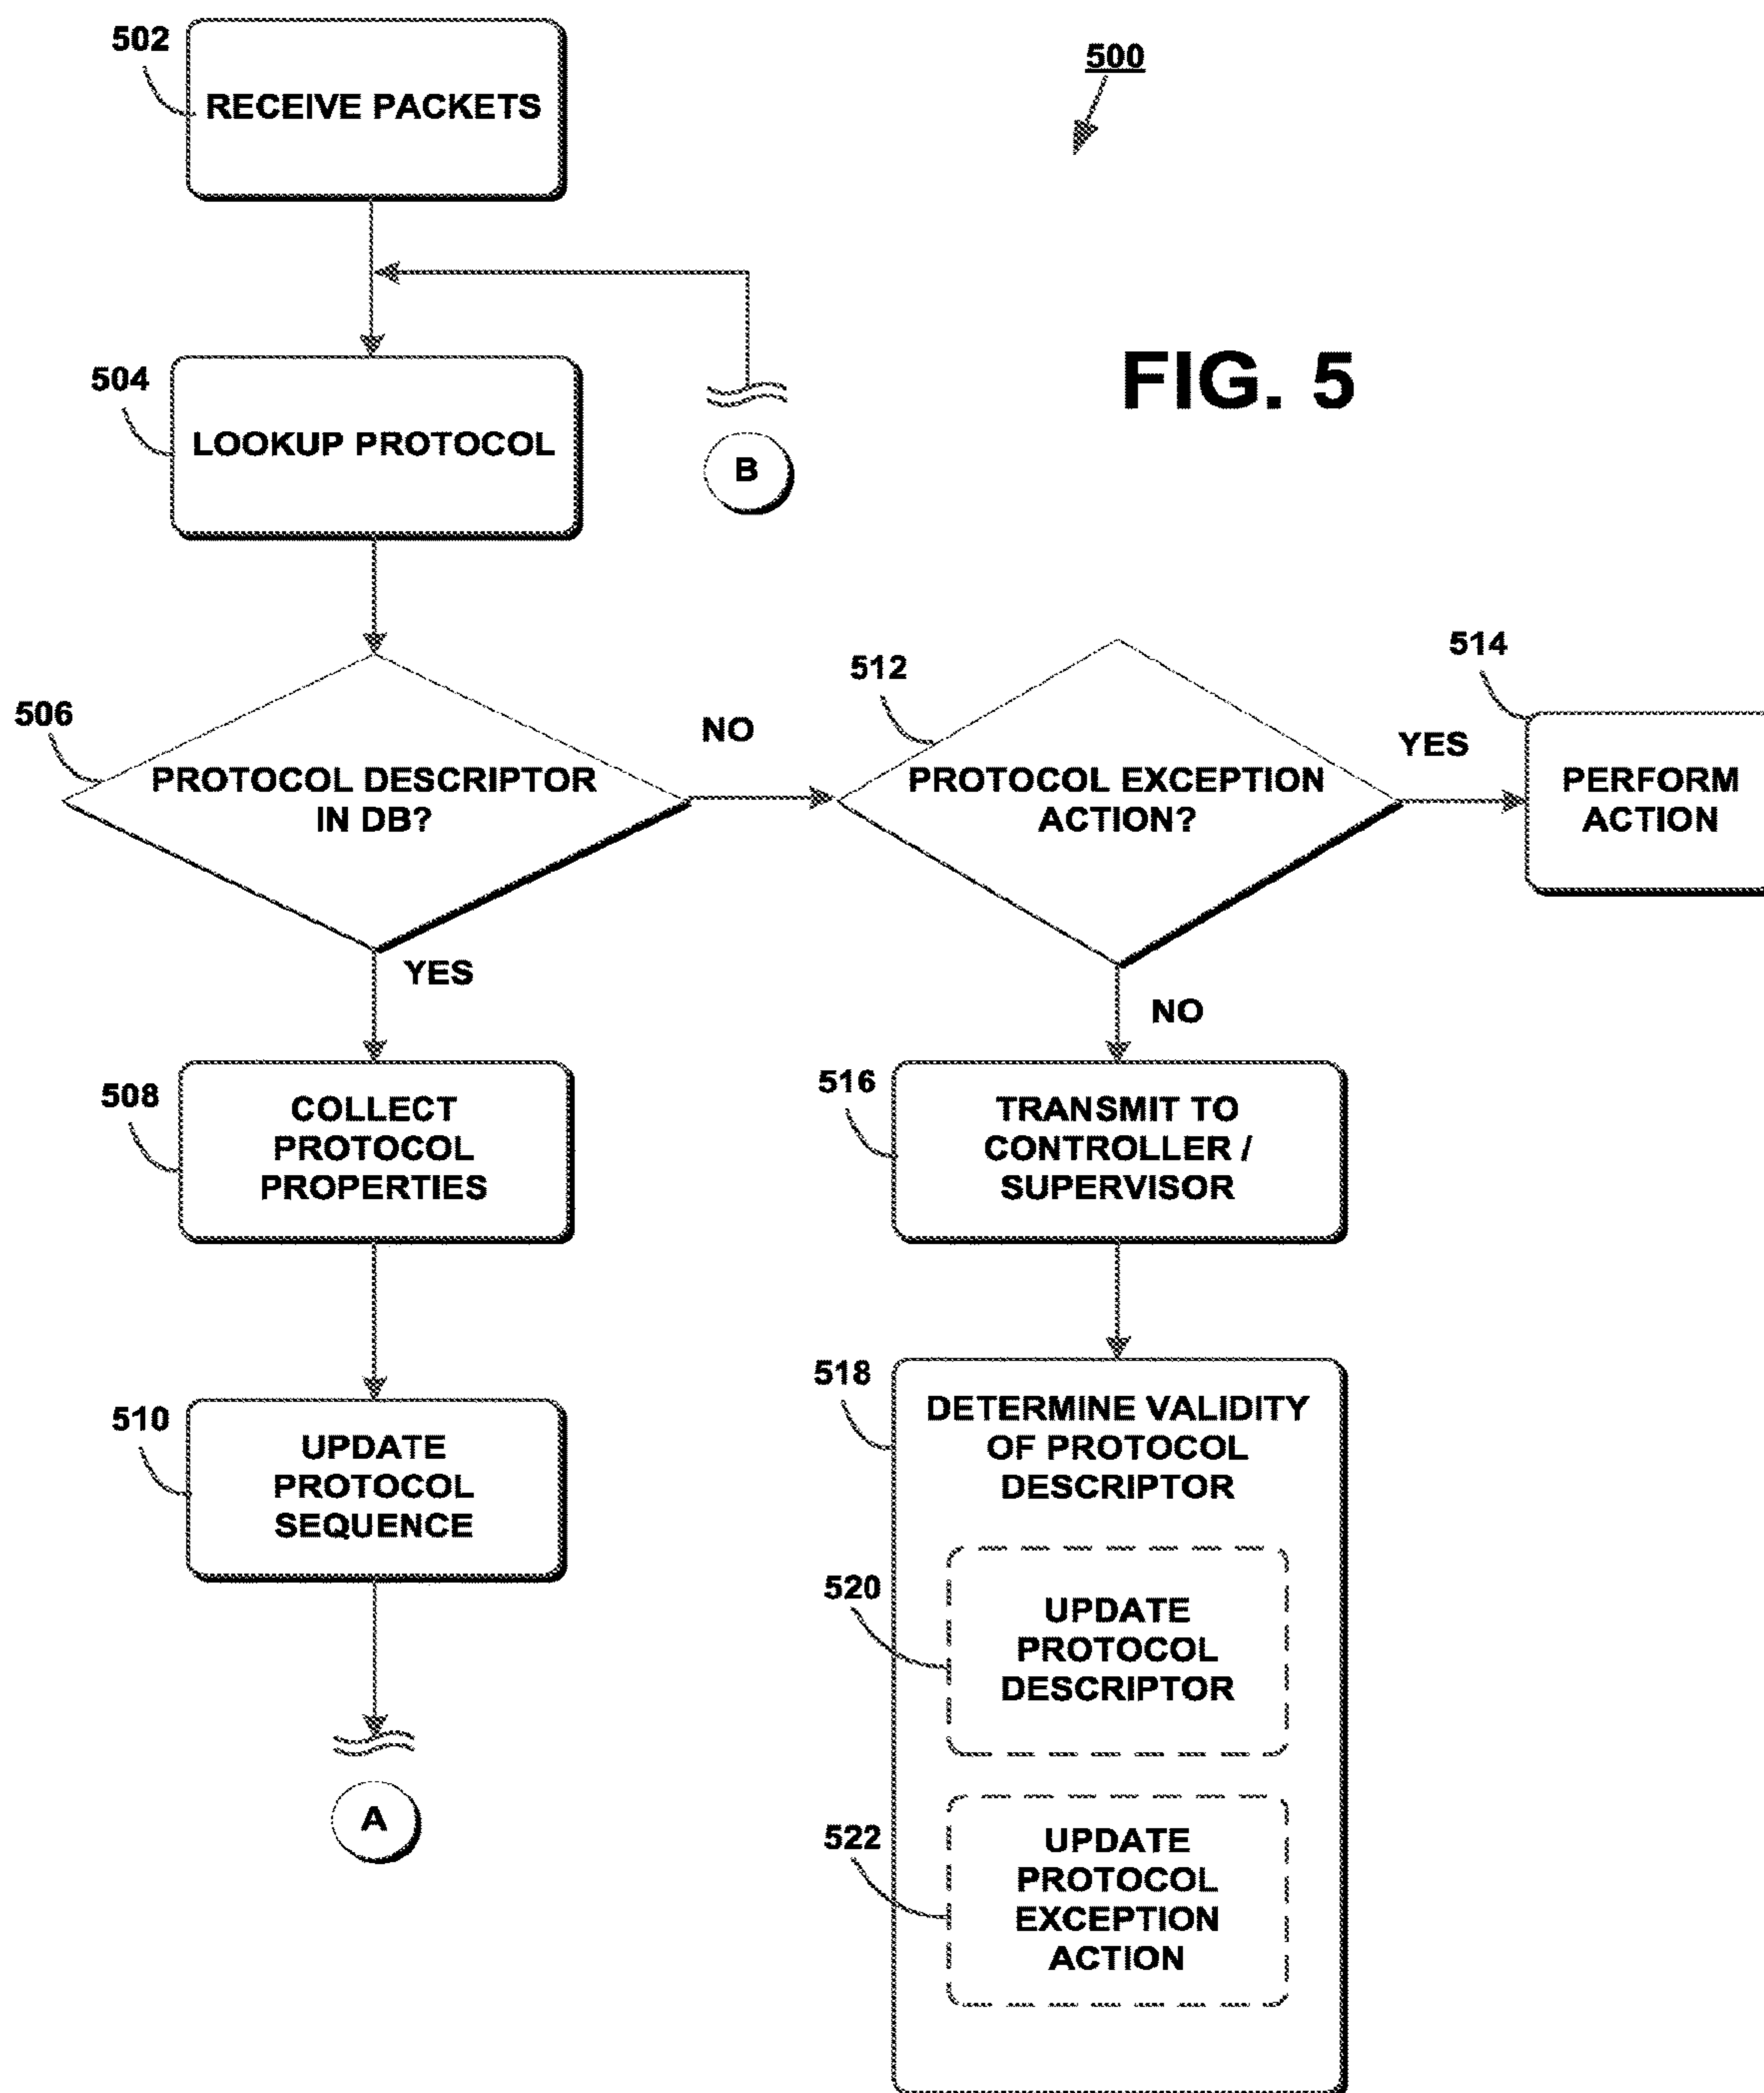 502
RECEIVE PACKETS
500
504
LOOKUP PROTOCOL
B
FIG. 5
506
PROTOCOL DESCRIPTOR
IN DB?
NO
512
PROTOCOL EXCEPTION
ACTION?
YES
514
PERFORM
ACTION
YES
NO
508
COLLECT
PROTOCOL
PROPERTIES
516
TRANSMIT TO
CONTROLLER /
SUPERVISOR
510
UPDATE
PROTOCOL
SEQUENCE
518
DETERMINE VALIDITY
OF PROTOCOL
DESCRIPTOR
520
UPDATE
PROTOCOL
DESCRIPTOR
A
522
UPDATE
PROTOCOL
EXCEPTION
ACTION